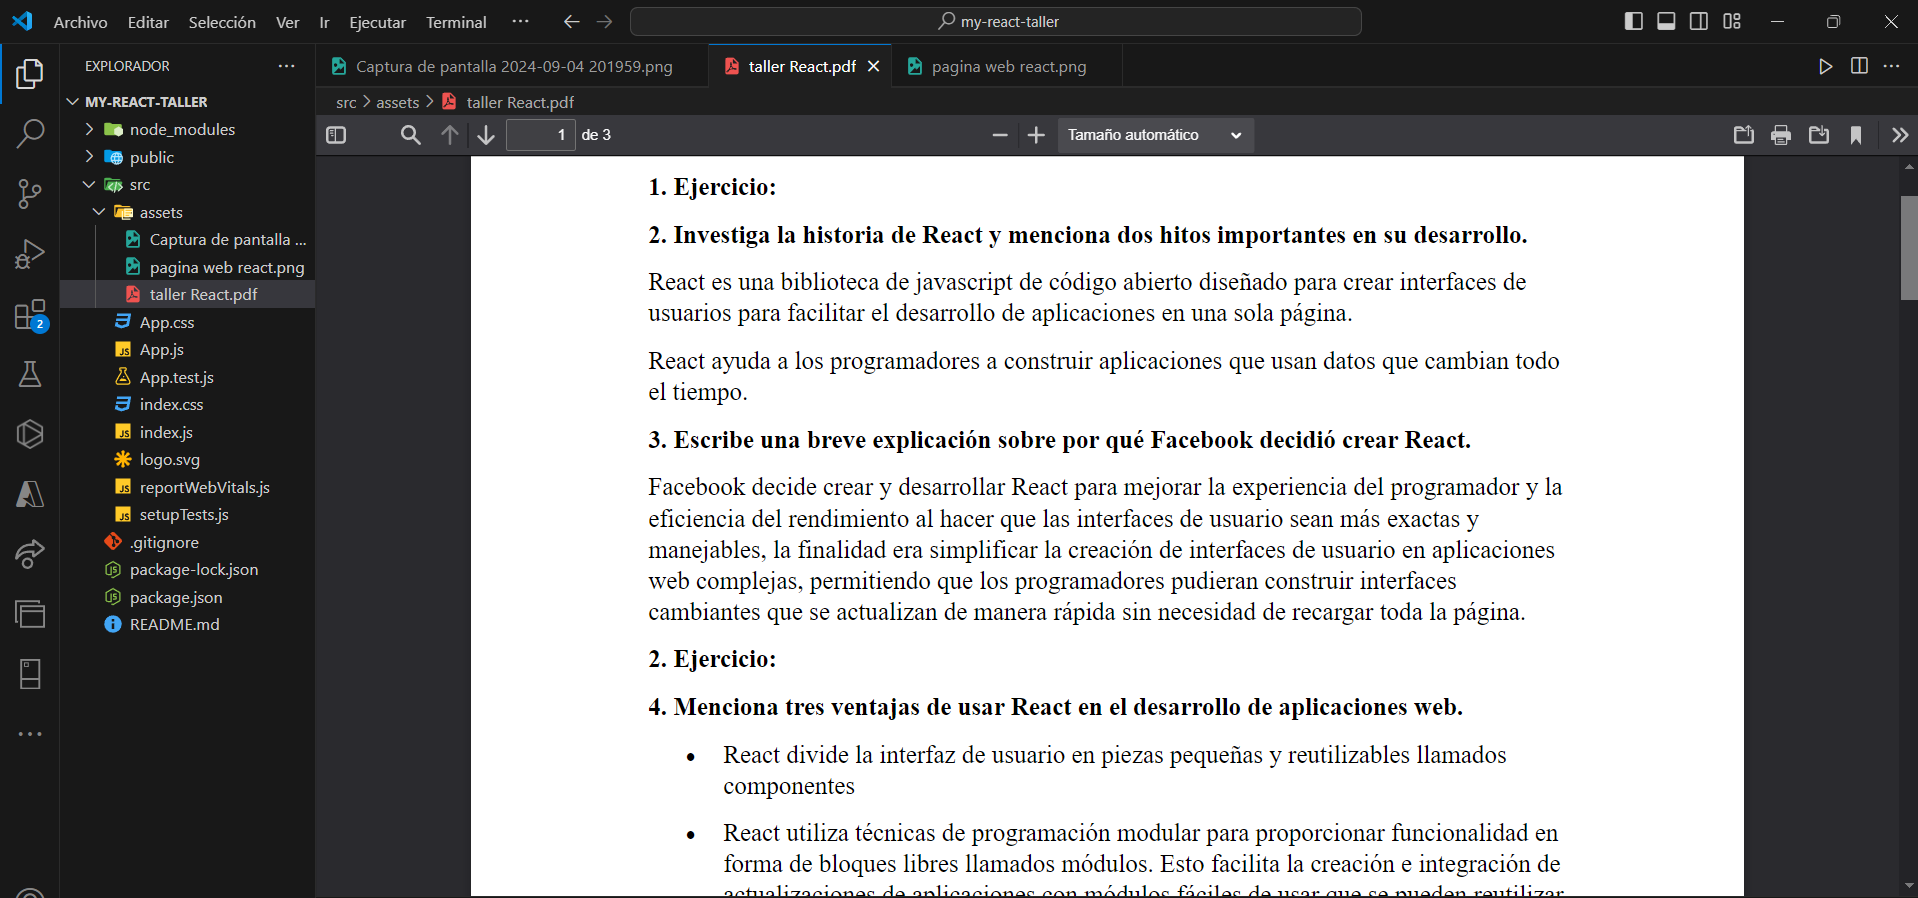 Archivo Editar Selección Ver Ir Ejecutar Terminal ··· my-react-taller
EXPLORADOR ···
MY-REACT-TALLER
node_modules
public
src
assets
Captura de pantalla ...
pagina web react.png
taller React.pdf
App.css
App.js
App.test.js
index.css
index.js
logo.svg
reportWebVitals.js
setupTests.js
.gitignore
package-lock.json
package.json
README.md
2
Captura de pantalla 2024-09-04 201959.png taller React.pdf pagina web react.png
src > assets > taller React.pdf
1 de 3 Tamaño automático
1. Ejercicio:
2. Investiga la historia de React y menciona dos hitos importantes en su desarrollo.
React es una biblioteca de javascript de código abierto diseñado para crear interfaces de
usuarios para facilitar el desarrollo de aplicaciones en una sola página.
React ayuda a los programadores a construir aplicaciones que usan datos que cambian todo
el tiempo.
3. Escribe una breve explicación sobre por qué Facebook decidió crear React.
Facebook decide crear y desarrollar React para mejorar la experiencia del programador y la
eficiencia del rendimiento al hacer que las interfaces de usuario sean más exactas y
manejables, la finalidad era simplificar la creación de interfaces de usuario en aplicaciones
web complejas, permitiendo que los programadores pudieran construir interfaces
cambiantes que se actualizan de manera rápida sin necesidad de recargar toda la página.
2. Ejercicio:
4. Menciona tres ventajas de usar React en el desarrollo de aplicaciones web.
• React divide la interfaz de usuario en piezas pequeñas y reutilizables llamados
componentes
• React utiliza técnicas de programación modular para proporcionar funcionalidad en
forma de bloques libres llamados módulos. Esto facilita la creación e integración de
actualizaciones de aplicaciones con módulos fáciles de usar que se pueden reutilizar